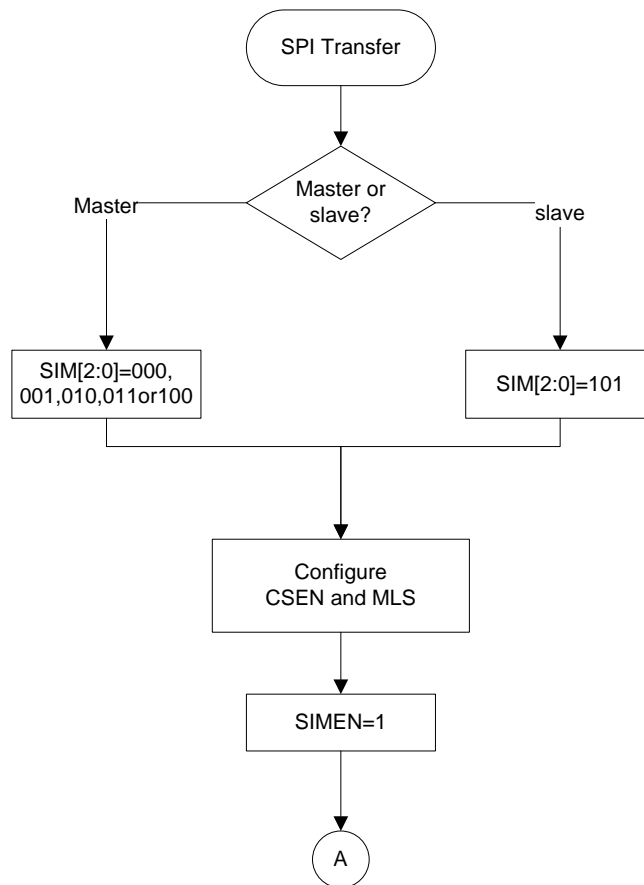 SPI Transfer
Master or
slave?
Master
slave
SIM[2:0]=000,
001,010,011or100
SIM[2:0]=101
Configure
CSEN and MLS
SIMEN=1
A